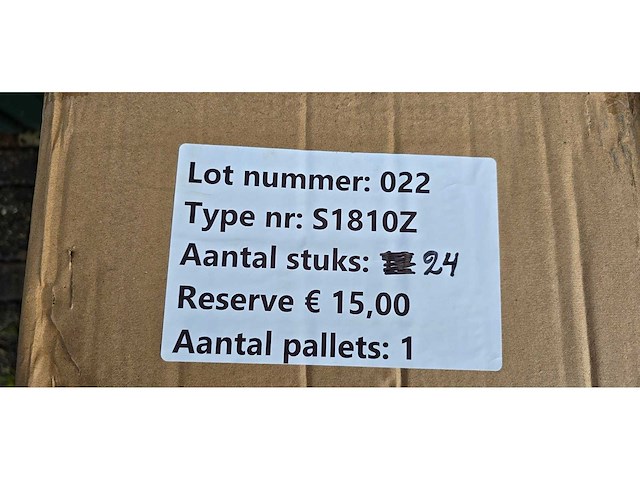 Lot nummer: 022
Type nr: S1810Z
Aantal stuks: 24
Reserve € 15,00
Aantal pallets: 1